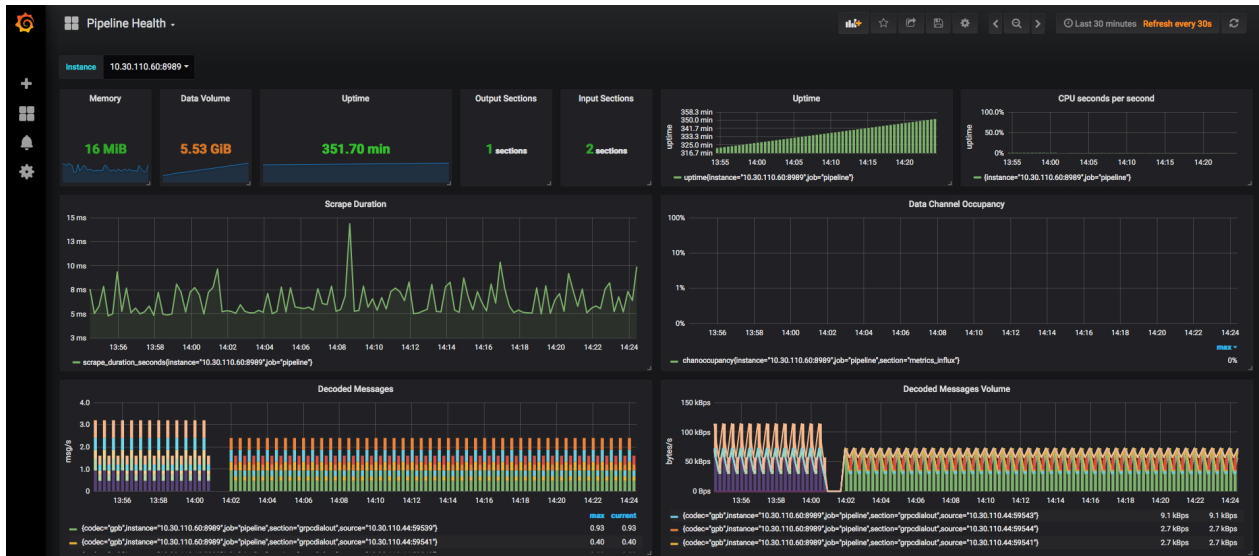 Pipeline Health
Last 30 minutes Refresh every 30s
Instance 10.30.110.60:8989
Memory
16 MiB
Data Volume
5.53 GiB
Uptime
351.70 min
Output Sections
1 sections
Input Sections
2 sections
Uptime
uptime
358.3 min
350.0 min
341.7 min
333.3 min
325.0 min
316.7 min
13:55 14:00 14:05 14:10 14:15 14:20
uptime{instance="10.30.110.60:8989",job="pipeline"}
CPU seconds per second
uptime
100.0%
50.0%
0%
13:55 14:00 14:05 14:10 14:15 14:20
{instance="10.30.110.60:8989",job="pipeline"}
Scrape Duration
15 ms
13 ms
10 ms
8 ms
5 ms
3 ms
13:56 13:58 14:00 14:02 14:04 14:06 14:08 14:10 14:12 14:14 14:16 14:18 14:20 14:22 14:24
scrape_duration_seconds{instance="10.30.110.60:8989",job="pipeline"}
Data Channel Occupancy
100%
10%
1%
0%
13:56 13:58 14:00 14:02 14:04 14:06 14:08 14:10 14:12 14:14 14:16 14:18 14:20 14:22 14:24
max
chanoccupancy{instance="10.30.110.60:8989",job="pipeline",section="metrics_influx"} 0%
Decoded Messages
msg/s
4.0
3.0
2.0
1.0
0
13:56 13:58 14:00 14:02 14:04 14:06 14:08 14:10 14:12 14:14 14:16 14:18 14:20 14:22 14:24
max current
{codec="gpb",instance="10.30.110.60:8989",job="pipeline",section="grpcdialout",source="10.30.110.44:59539"} 0.93 0.93
{codec="gpb",instance="10.30.110.60:8989",job="pipeline",section="grpcdialout",source="10.30.110.44:59541"} 0.40 0.40
Decoded Messages Volume
bytes/s
150 kBps
100 kBps
50 kBps
0 Bps
13:56 13:58 14:00 14:02 14:04 14:06 14:08 14:10 14:12 14:14 14:16 14:18 14:20 14:22 14:24
{codec="gpb",instance="10.30.110.60:8989",job="pipeline",section="grpcdialout",source="10.30.110.44:59543"} 9.1 kBps 9.1 kBps
{codec="gpb",instance="10.30.110.60:8989",job="pipeline",section="grpcdialout",source="10.30.110.44:59544"} 2.7 kBps 2.7 kBps
{codec="gpb",instance="10.30.110.60:8989",job="pipeline",section="grpcdialout",source="10.30.110.44:59541"} 2.7 kBps 2.7 kBps